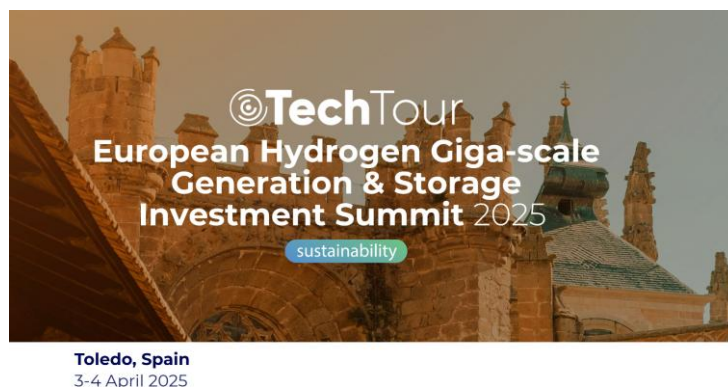 TechTour
European Hydrogen Giga-scale
Generation & Storage
Investment Summit 2025
sustainability
Toledo, Spain
3-4 April 2025